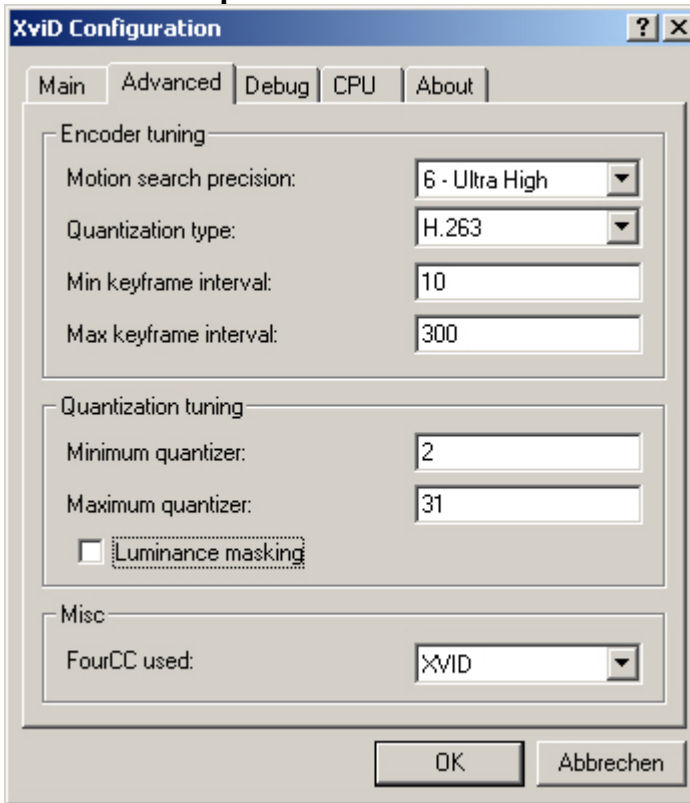 XviD Configuration
Main Advanced Debug CPU About
Encoder tuning
Motion search precision: 6 - Ultra High
Quantization type: H.263
Min keyframe interval: 10
Max keyframe interval: 300
Quantization tuning
Minimum quantizer: 2
Maximum quantizer: 31
Luminance masking
Misc
FourCC used: XVID
OK Abbrechen